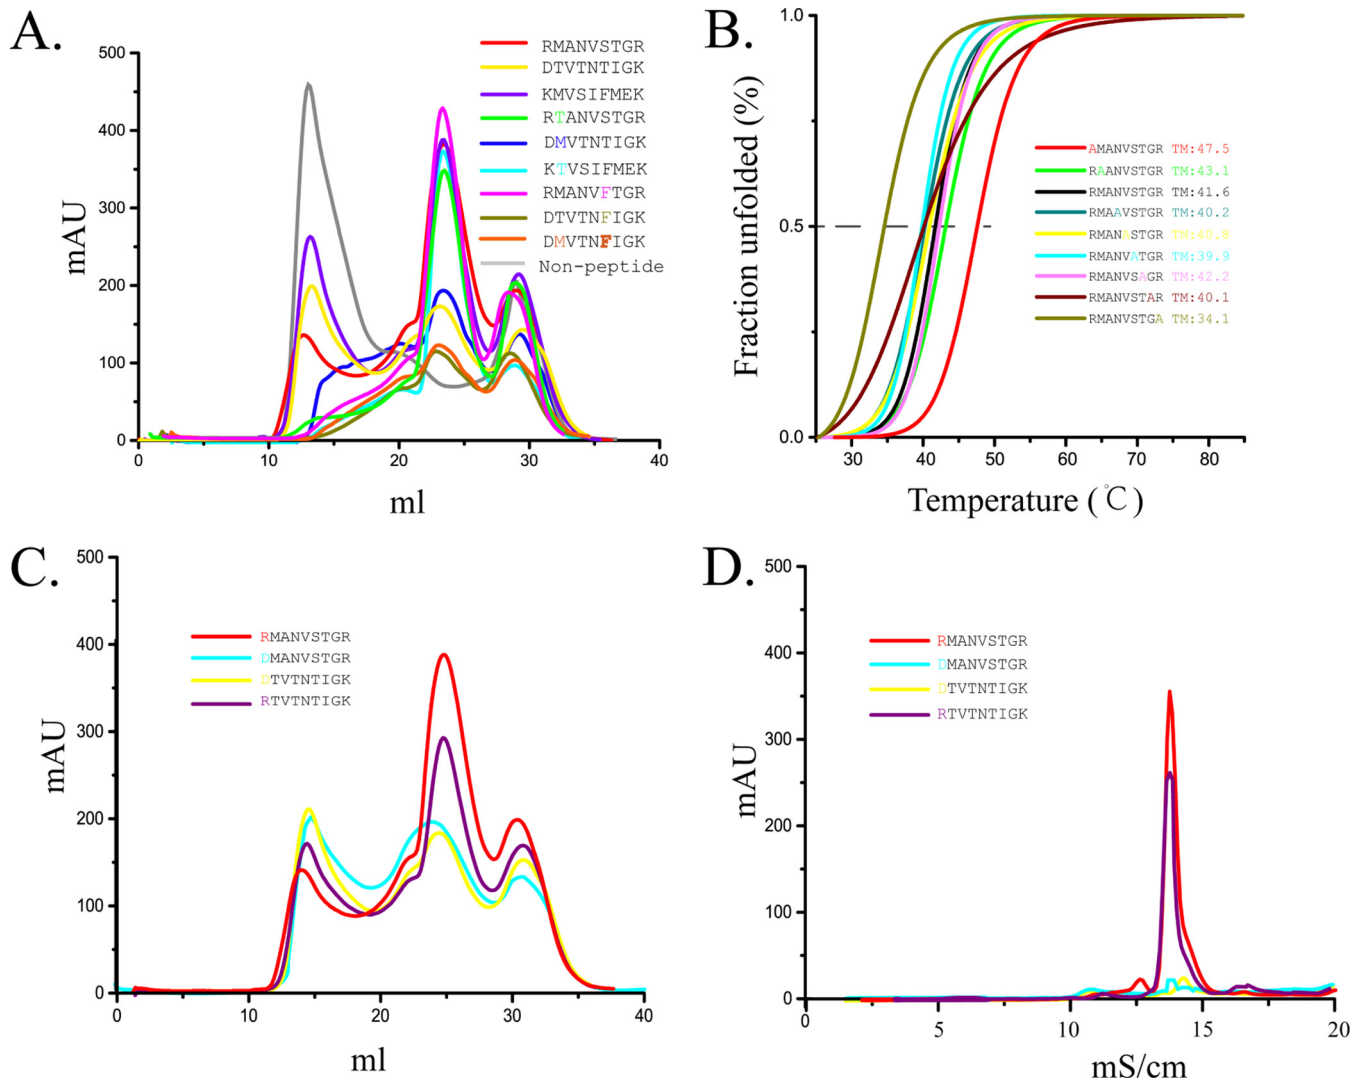 A.
500
400
300
200
100
0
mAU
0 10 20 30 40
ml
RMANVSTGR
DTVTNTIGK
KMVSIFMEK
RTANVSTGR
DMVTNTIGK
KTVSIFMEK
RMANVFTGR
DTVTNFIGK
DMVTNFIGK
Non-peptide
B.
1.0
0.5
0.0
Fraction unfolded (%)
30 40 50 60 70 80
Temperature (℃)
AMANVSTGR TM:47.5
RAANVSTGR TM:43.1
RMANVSTGR TM:41.6
RMAAVSTGR TM:40.2
RMANASTGR TM:40.8
RMANVATGR TM:39.9
RMANVSAGR TM:42.2
RMANVSTAR TM:40.1
RMANVSTGA TM:34.1
C.
500
400
300
200
100
0
mAU
0 10 20 30 40
ml
RMANVSTGR
DMANVSTGR
DTVTNTIGK
RTVTNTIGK
D.
500
400
300
200
100
0
mAU
0 5 10 15 20
mS/cm
RMANVSTGR
DMANVSTGR
DTVTNTIGK
RTVTNTIGK